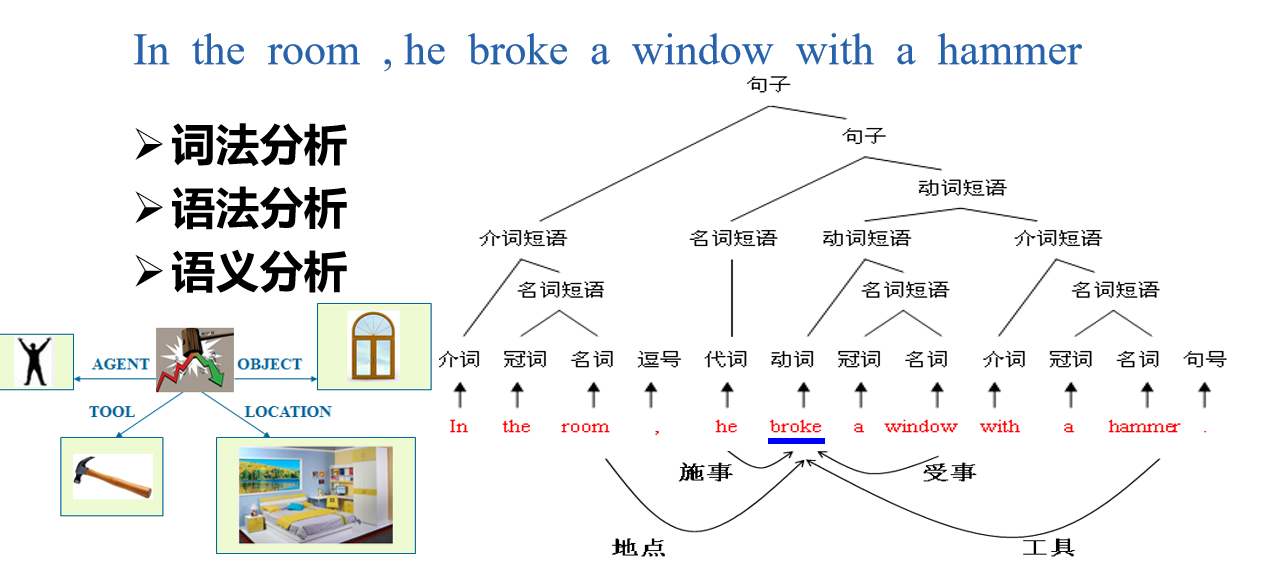 In the room , he broke a window with a hammer
词法分析
语法分析
语义分析
AGENT OBJECT
TOOL LOCATION
句子
句子
动词短语
介词短语 名词短语 动词短语 介词短语
名词短语 名词短语 名词短语
介词 冠词 名词 逗号 代词 动词 冠词 名词 介词 冠词 名词 句号
In the room , he broke a window with a hammer .
施事 受事
地点 工具